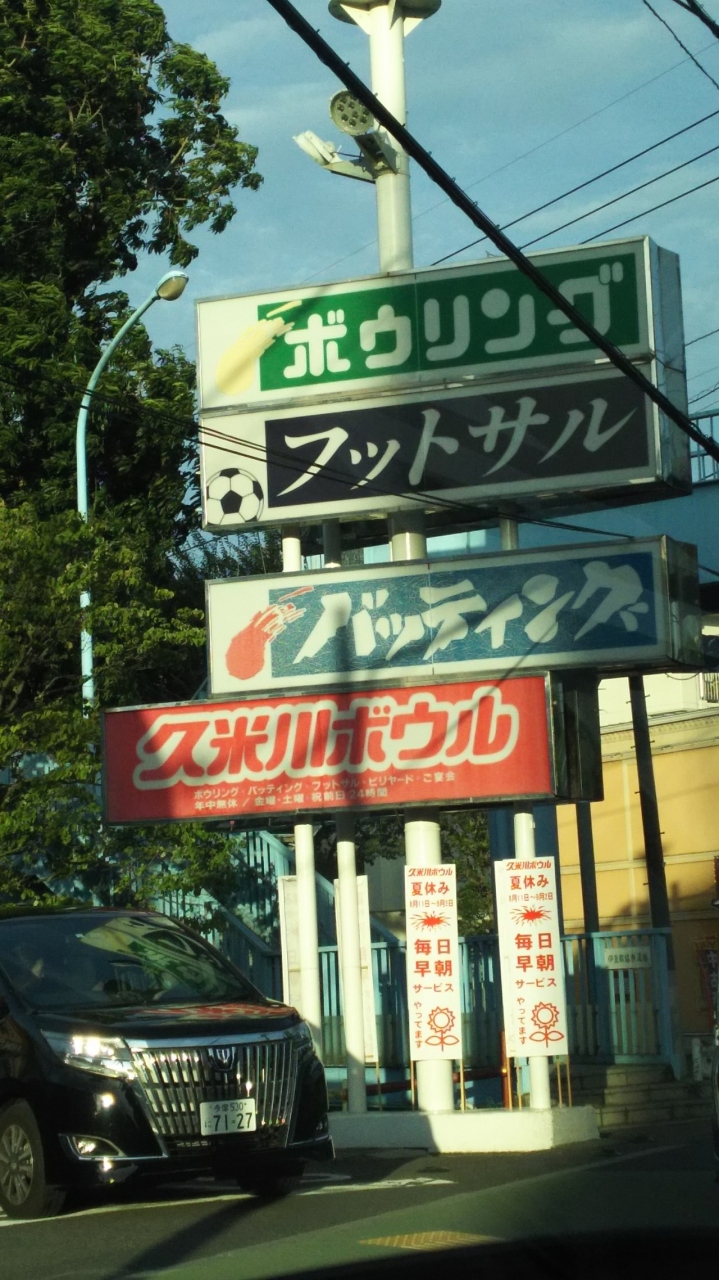 ボウリング
フットサル
バッティング
久米川ボウル
ボウリング・バッティング・フットサル・ビリヤード・ご宴会
年中無休／金曜・土曜・祝前日24時間
久米川ボウル
夏休み
毎日
早朝
サービス
やってます
久米川ボウル
夏休み
毎日
早朝
サービス
やってます
530
に 71-27